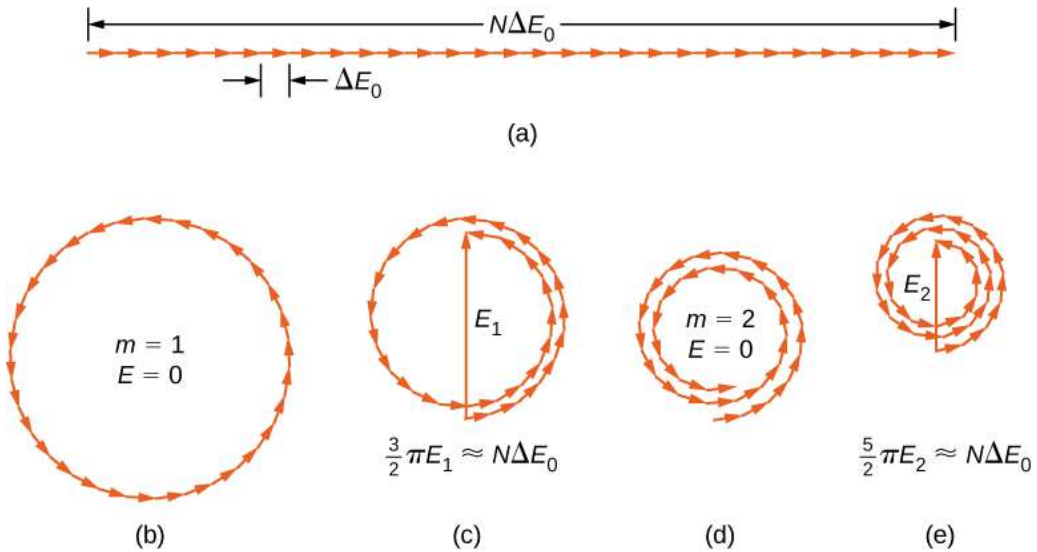 NΔE₀
ΔE₀
(a)
m = 1
E = 0
E₁
m = 2
E = 0
E₂
3/2 πE₁ ≈ NΔE₀
5/2 πE₂ ≈ NΔE₀
(b)
(c)
(d)
(e)